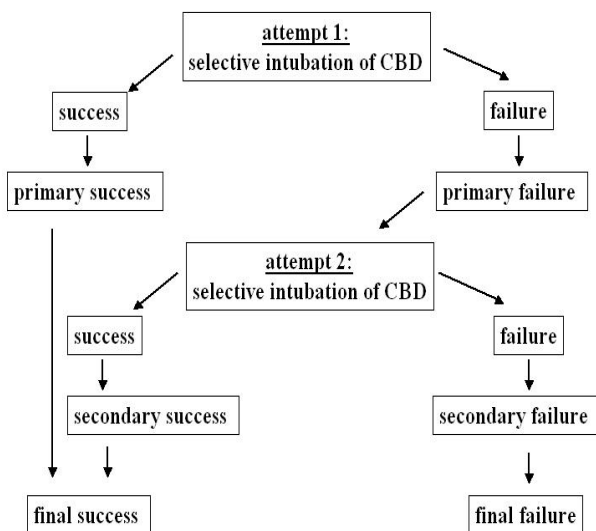 attempt 1:
selective intubation of CBD
success
failure
primary success
primary failure
attempt 2:
selective intubation of CBD
success
failure
secondary success
secondary failure
final success
final failure